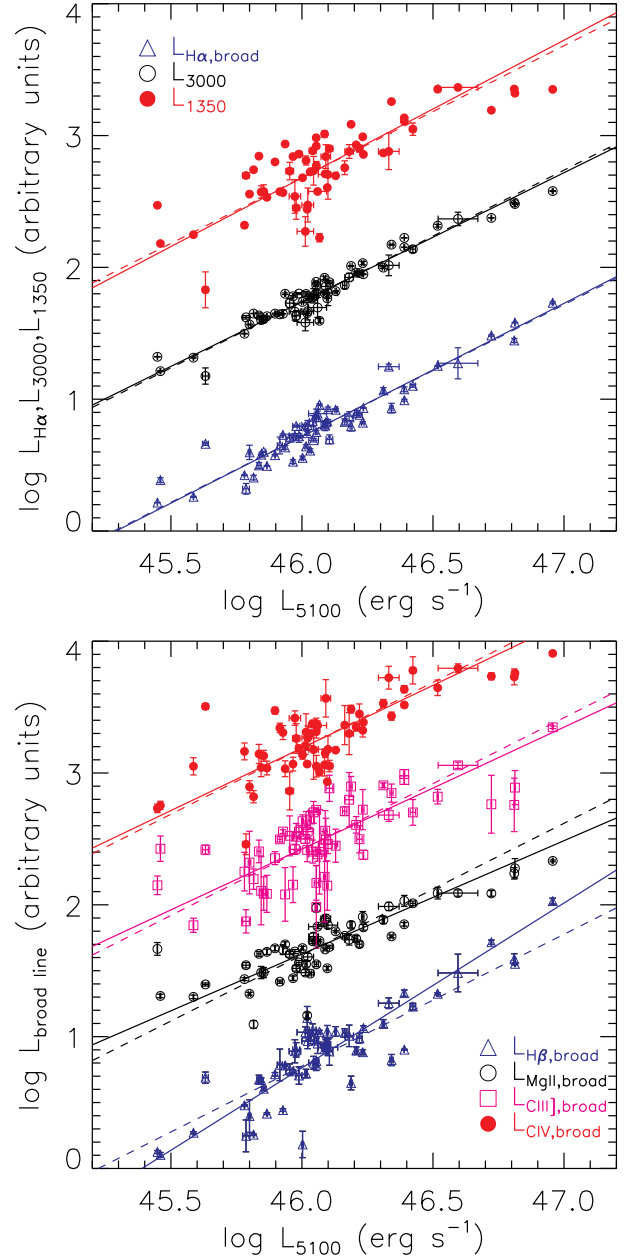 4
3
2
1
0
log L_Hα,L_3000,L_1350 (arbitrary units)
L_Hα,broad
L_3000
L_1350
45.5 46.0 46.5 47.0
log L_5100 (erg s^-1)
4
3
2
1
0
log L_broad line (arbitrary units)
L_Hβ,broad
L_MgII,broad
L_CIII],broad
L_CIV,broad
45.5 46.0 46.5 47.0
log L_5100 (erg s^-1)